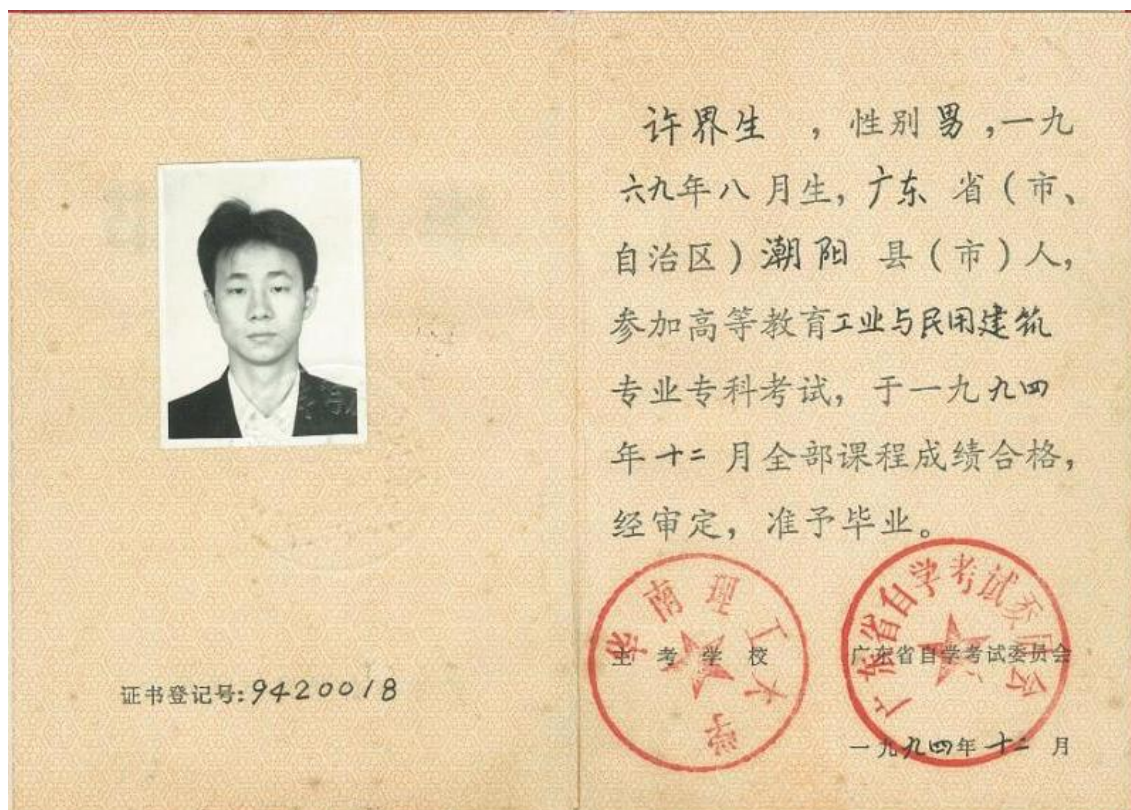 证书登记号:9420018
许界生 ,性别男,一九
六九年八月生,广东 省(市、
自治区)潮阳 县(市)人,
参加高等教育工业与民用建筑
专业专科考试,于一九九四
年十二月全部课程成绩合格,
经审定,准予毕业。
华南理工大学
主考学校
广东省自学考试委员会
广东省自学考试委员会
一九九四年十二月